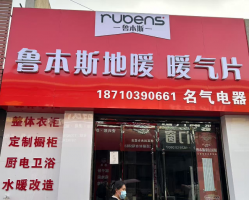 rubens
鲁本斯
鲁本斯地暖 暖气片
18710390661 名气电器
整体衣柜
定制橱柜
厨电卫浴
水暖改造